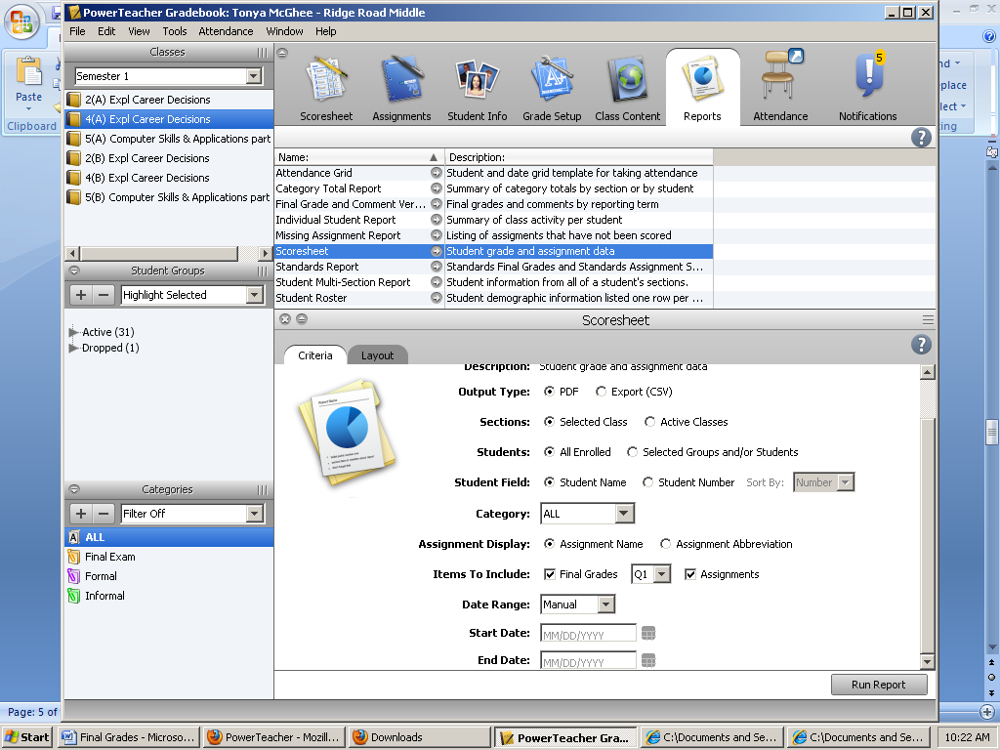 PowerTeacher Gradebook: Tonya McGhee - Ridge Road Middle
File Edit View Tools Attendance Window Help
Paste
Clipboard
Classes
Semester 1
2(A) Expl Career Decisions
4(A) Expl Career Decisions
5(A) Computer Skills & Applications part
2(B) Expl Career Decisions
4(B) Expl Career Decisions
5(B) Computer Skills & Applications part
Student Groups
Highlight Selected
Active (31)
Dropped (1)
Categories
Filter Off
A ALL
Final Exam
Formal
Informal
Scoresheet Assignments Student Info Grade Setup Class Content Reports Attendance Notifications
5
?
Name: Description:
Attendance Grid Student and date grid template for taking attendance
Category Total Report Summary of category totals by section or by student
Final Grade and Comment Ver... Final grades and comments by reporting term
Individual Student Report Summary of class activity per student
Missing Assignment Report Listing of assigments that have not been scored
Scoresheet Student grade and assignment data
Standards Report Standards Final Grades and Standards Assignment S...
Student Multi-Section Report Student information from all of a student's sections.
Student Roster Student demographic information listed one row per ...
Scoresheet
Criteria Layout
?
Description: Student grade and assignment data
Output Type: PDF Export (CSV)
Sections: Selected Class Active Classes
Students: All Enrolled Selected Groups and/or Students
Student Field: Student Name Student Number Sort By: Number
Category: ALL
Assignment Display: Assignment Name Assignment Abbreviation
Items To Include: Final Grades Q1 Assignments
Date Range: Manual
Start Date: MM/DD/YYYY
End Date: MM/DD/YYYY
Run Report
nd
place
lect
ing
Page: 5 of
Start Final Grades - Microso... PowerTeacher - Mozill... Downloads PowerTeacher Gra... C:\Documents and Se... C:\Documents and Se... 10:22 AM